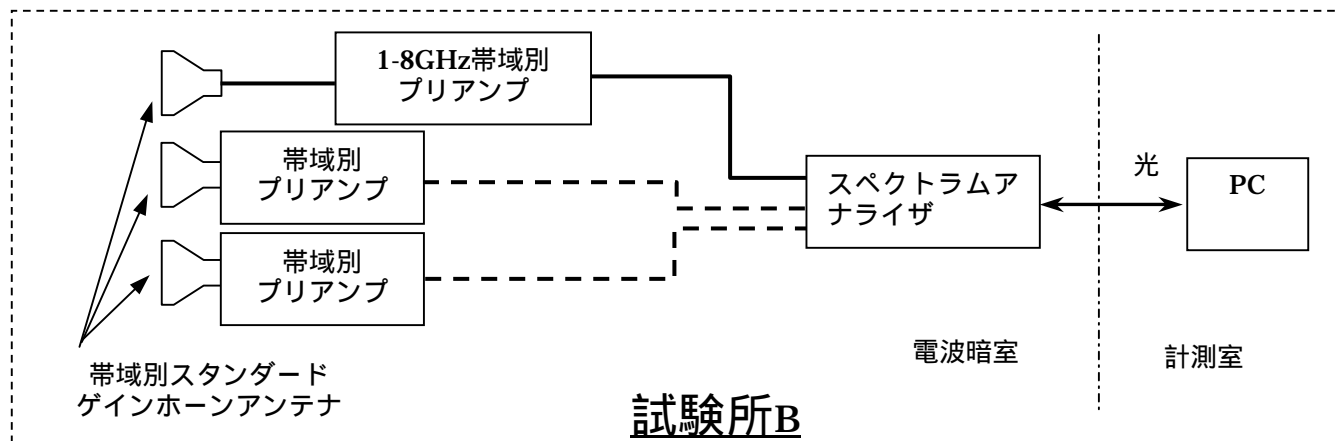 1-8GHz帯域別
プリアンプ
帯域別
プリアンプ
帯域別
プリアンプ
スペクトラムア
ナライザ
光
PC
帯域別スタンダード
ゲインホーンアンテナ
電波暗室
計測室
試験所B